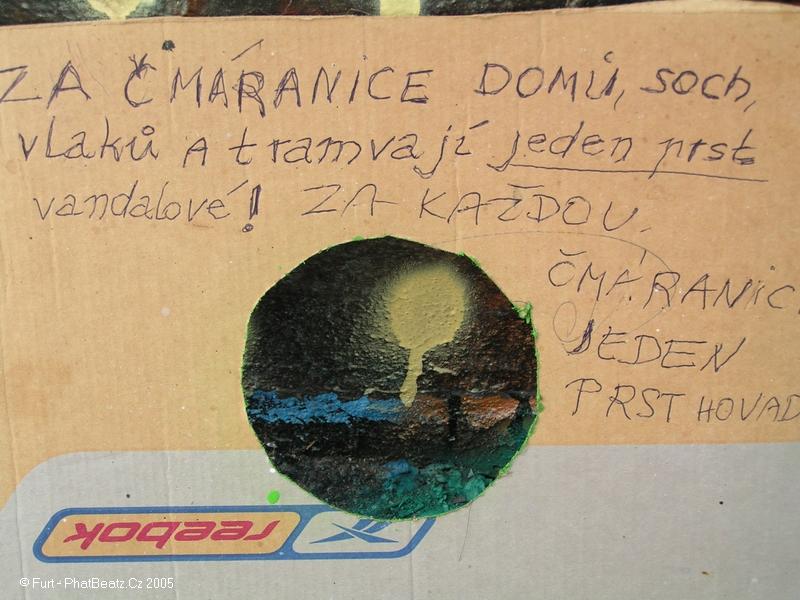 ZA ČMÁRANICE DOMŮ, soch,
vlaků A tramvají jeden prst
vandalové! ZA KAŽDOU
ČMÁRANIC
JEDEN
PRST HOVAD
reebok
© Furt - PhatBeatz.Cz 2005